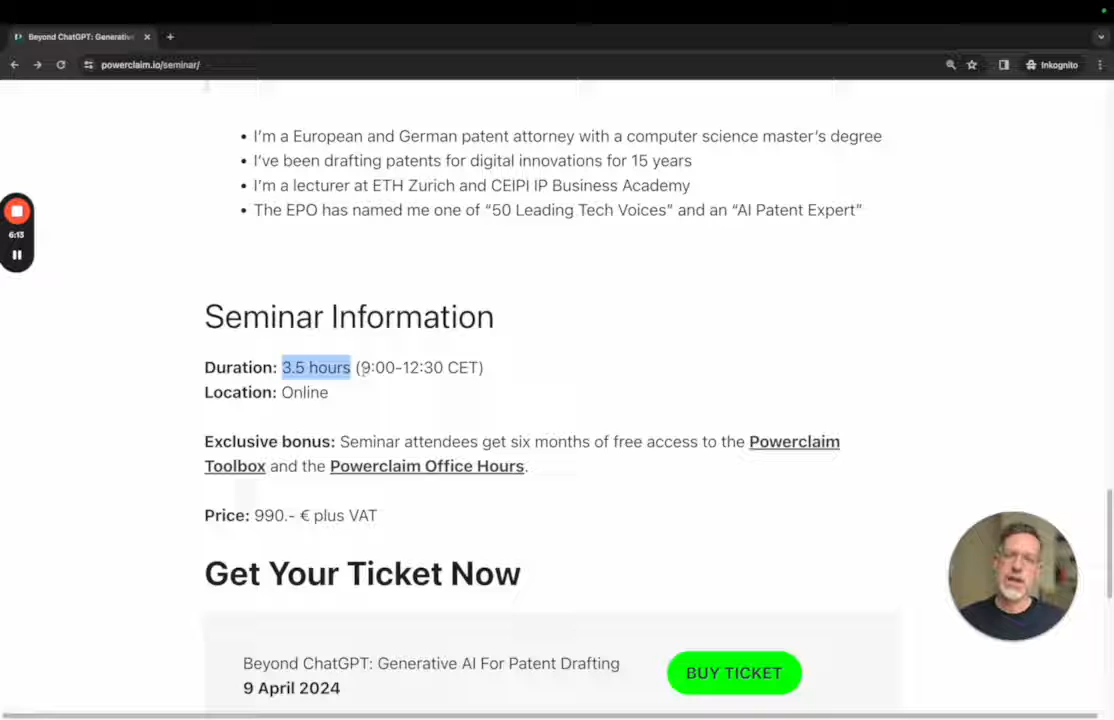 Beyond ChatGPT: Generativ
powerclaim.io/seminar/
Inkognito
• I'm a European and German patent attorney with a computer science master's degree
• I've been drafting patents for digital innovations for 15 years
• I'm a lecturer at ETH Zurich and CEIPI IP Business Academy
• The EPO has named me one of "50 Leading Tech Voices" and an "AI Patent Expert"
6:13
Seminar Information
Duration: 3.5 hours (9:00-12:30 CET)
Location: Online
Exclusive bonus: Seminar attendees get six months of free access to the Powerclaim
Toolbox and the Powerclaim Office Hours.
Price: 990.- € plus VAT
Get Your Ticket Now
Beyond ChatGPT: Generative AI For Patent Drafting
9 April 2024
BUY TICKET